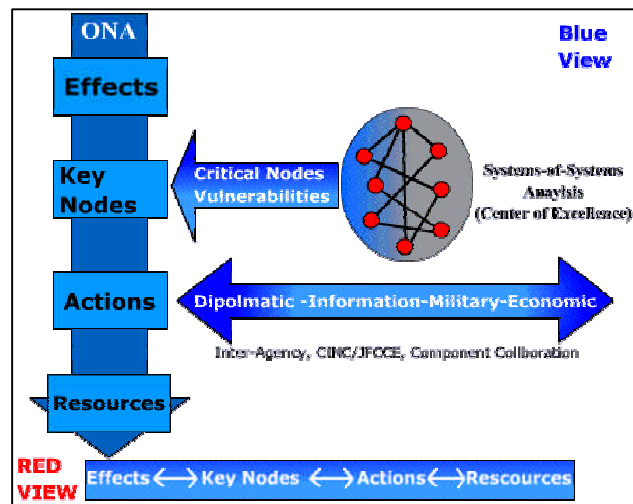 ONA
Blue
View
Effects
Key
Nodes
Critical Nodes
Vulnerabilities
Systems-of-Systems
Anaylsis
(Center of Excellence)
Actions
Dipolmatic -Information-Military-Economic
Inter-Agency, CINC/JFCCE, Component Collboration
Resources
RED
VIEW
Effects Key Nodes Actions Rescources